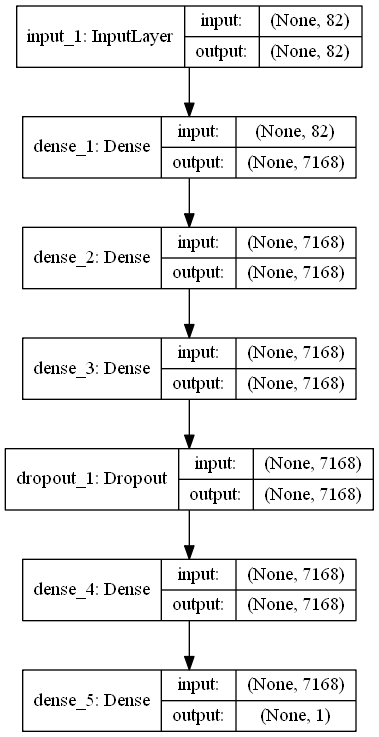 input_1: InputLayer
input: (None, 82)
output: (None, 82)
dense_1: Dense
input: (None, 82)
output: (None, 7168)
dense_2: Dense
input: (None, 7168)
output: (None, 7168)
dense_3: Dense
input: (None, 7168)
output: (None, 7168)
dropout_1: Dropout
input: (None, 7168)
output: (None, 7168)
dense_4: Dense
input: (None, 7168)
output: (None, 7168)
dense_5: Dense
input: (None, 7168)
output: (None, 1)